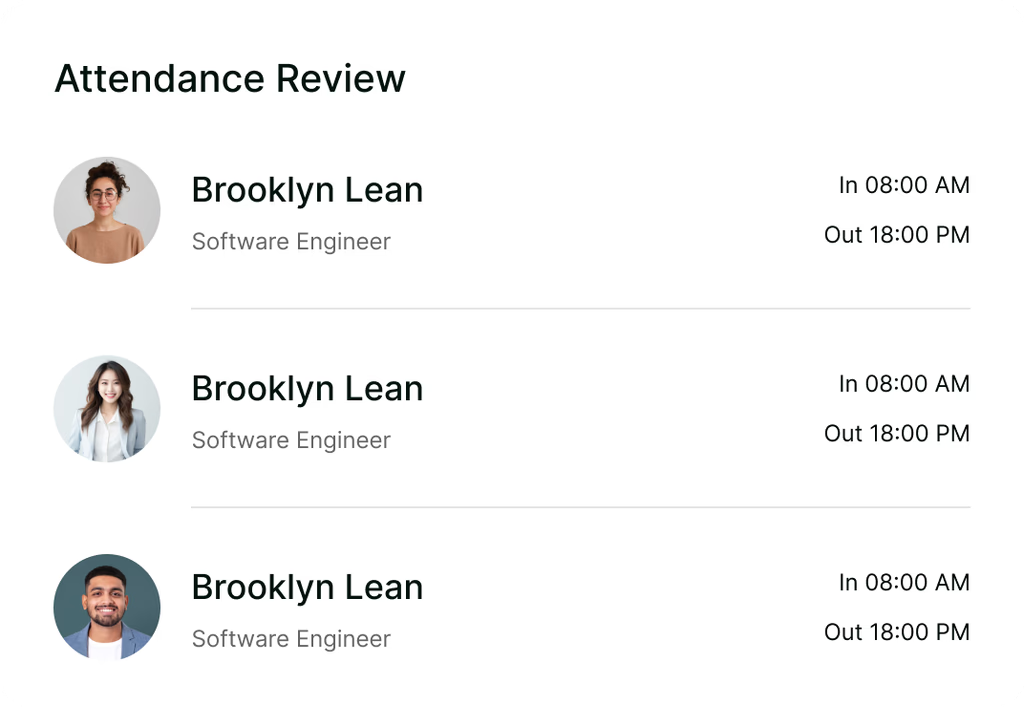 Attendance Review
Brooklyn Lean
In 08:00 AM
Software Engineer
Out 18:00 PM
Brooklyn Lean
In 08:00 AM
Software Engineer
Out 18:00 PM
Brooklyn Lean
In 08:00 AM
Software Engineer
Out 18:00 PM